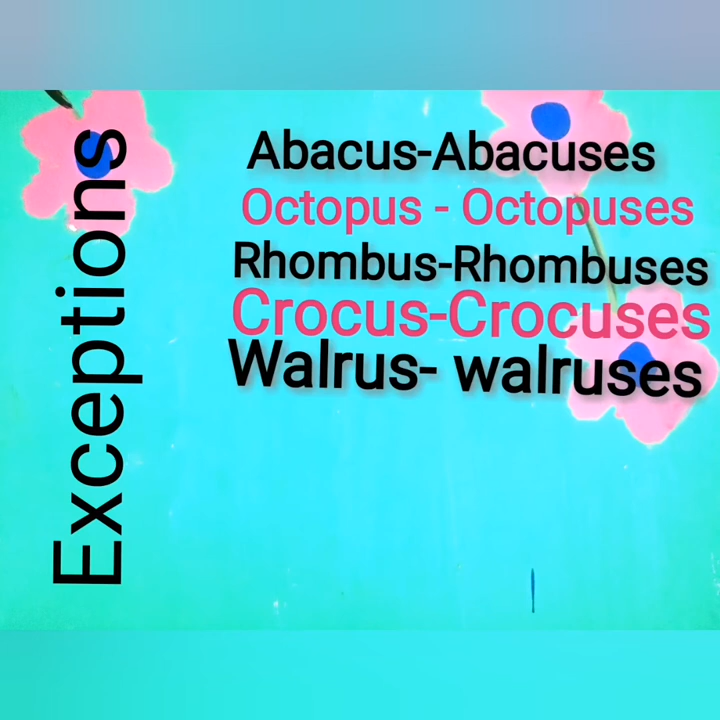 Exceptions
Abacus-Abacuses
Octopus - Octopuses
Rhombus-Rhombuses
Crocus-Crocuses
Walrus- walruses